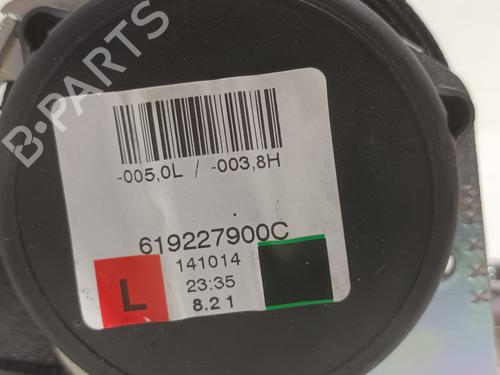 B-PARTS
-005,0L / -003,8H
619227900C
141014
L
23:35
8.2 1